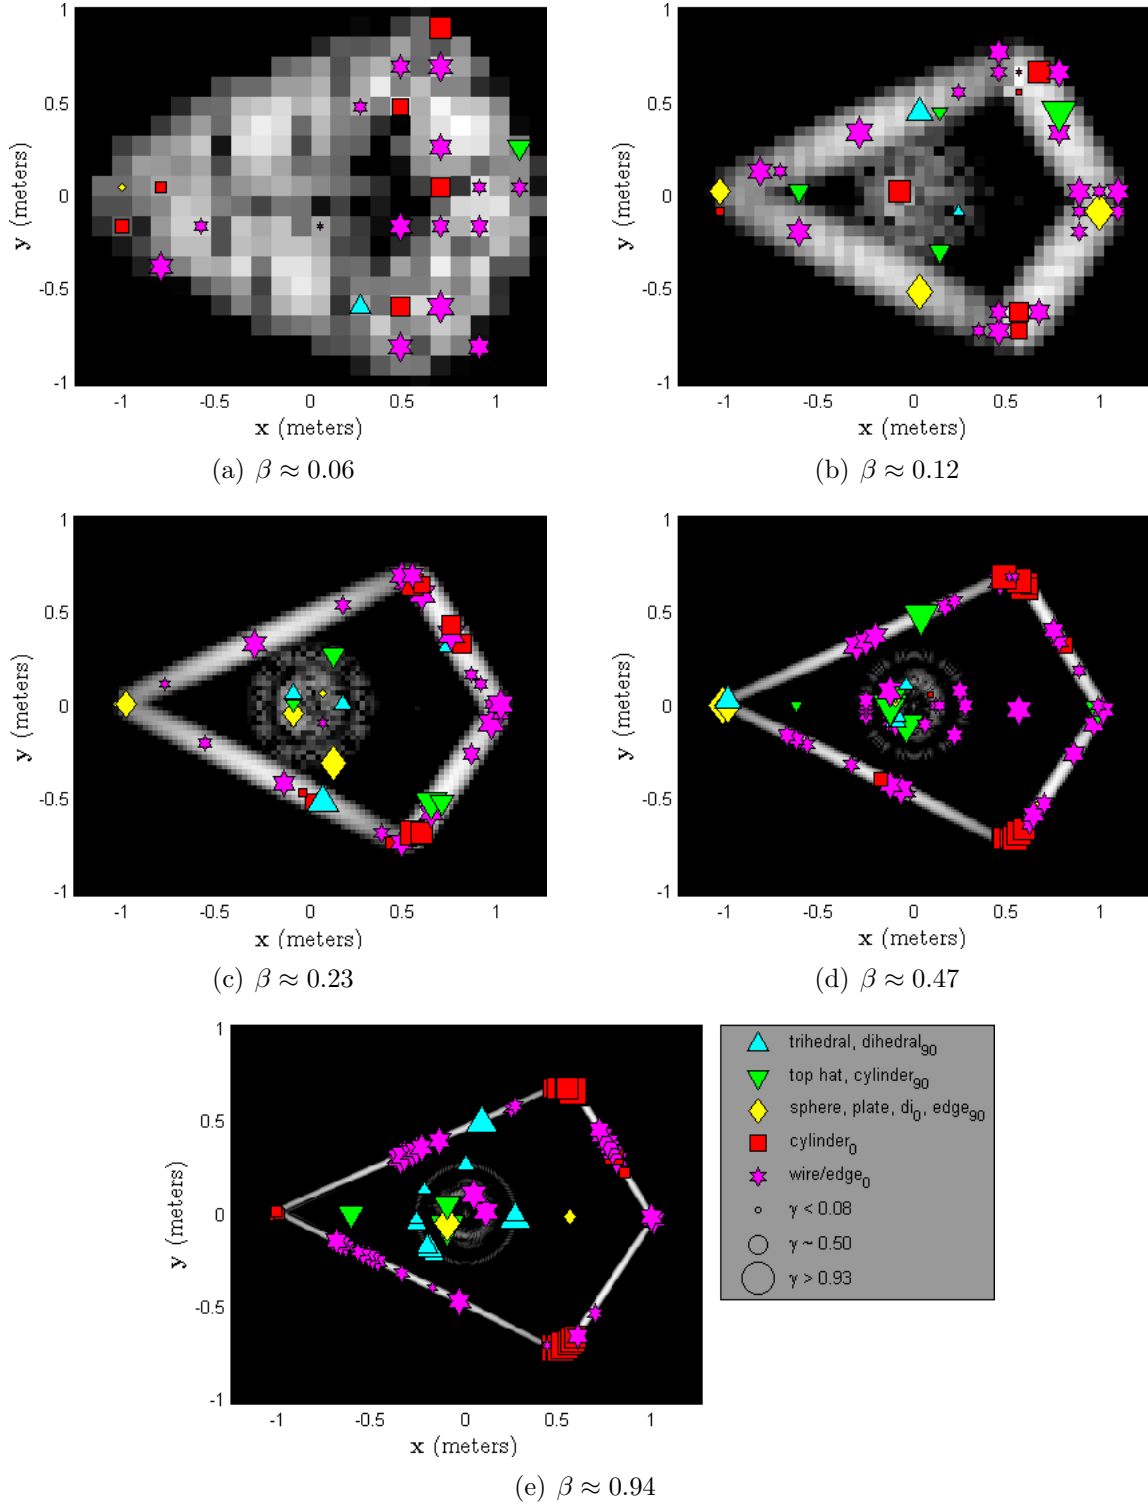 1
0.5
0
-0.5
-1
y (meters)
-1 -0.5 0 0.5 1
x (meters)
(a) β ≈ 0.06
1
0.5
0
-0.5
-1
y (meters)
-1 -0.5 0 0.5 1
x (meters)
(b) β ≈ 0.12
1
0.5
0
-0.5
-1
y (meters)
-1 -0.5 0 0.5 1
x (meters)
(c) β ≈ 0.23
1
0.5
0
-0.5
-1
y (meters)
-1 -0.5 0 0.5 1
x (meters)
(d) β ≈ 0.47
1
0.5
0
-0.5
-1
y (meters)
-1 -0.5 0 0.5 1
x (meters)
trihedral, dihedral90
top hat, cylinder90
sphere, plate, di0, edge90
cylinder0
wire/edge0
γ < 0.08
γ ~ 0.50
γ > 0.93
(e) β ≈ 0.94